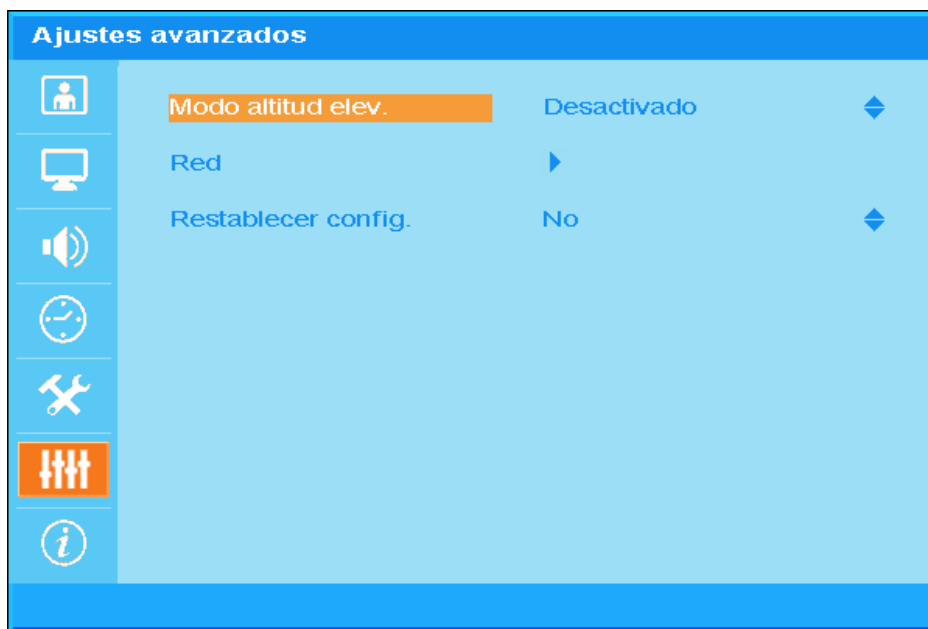 Ajustes avanzados
Modo altitud elev. Desactivado
Red
Restablecer config. No